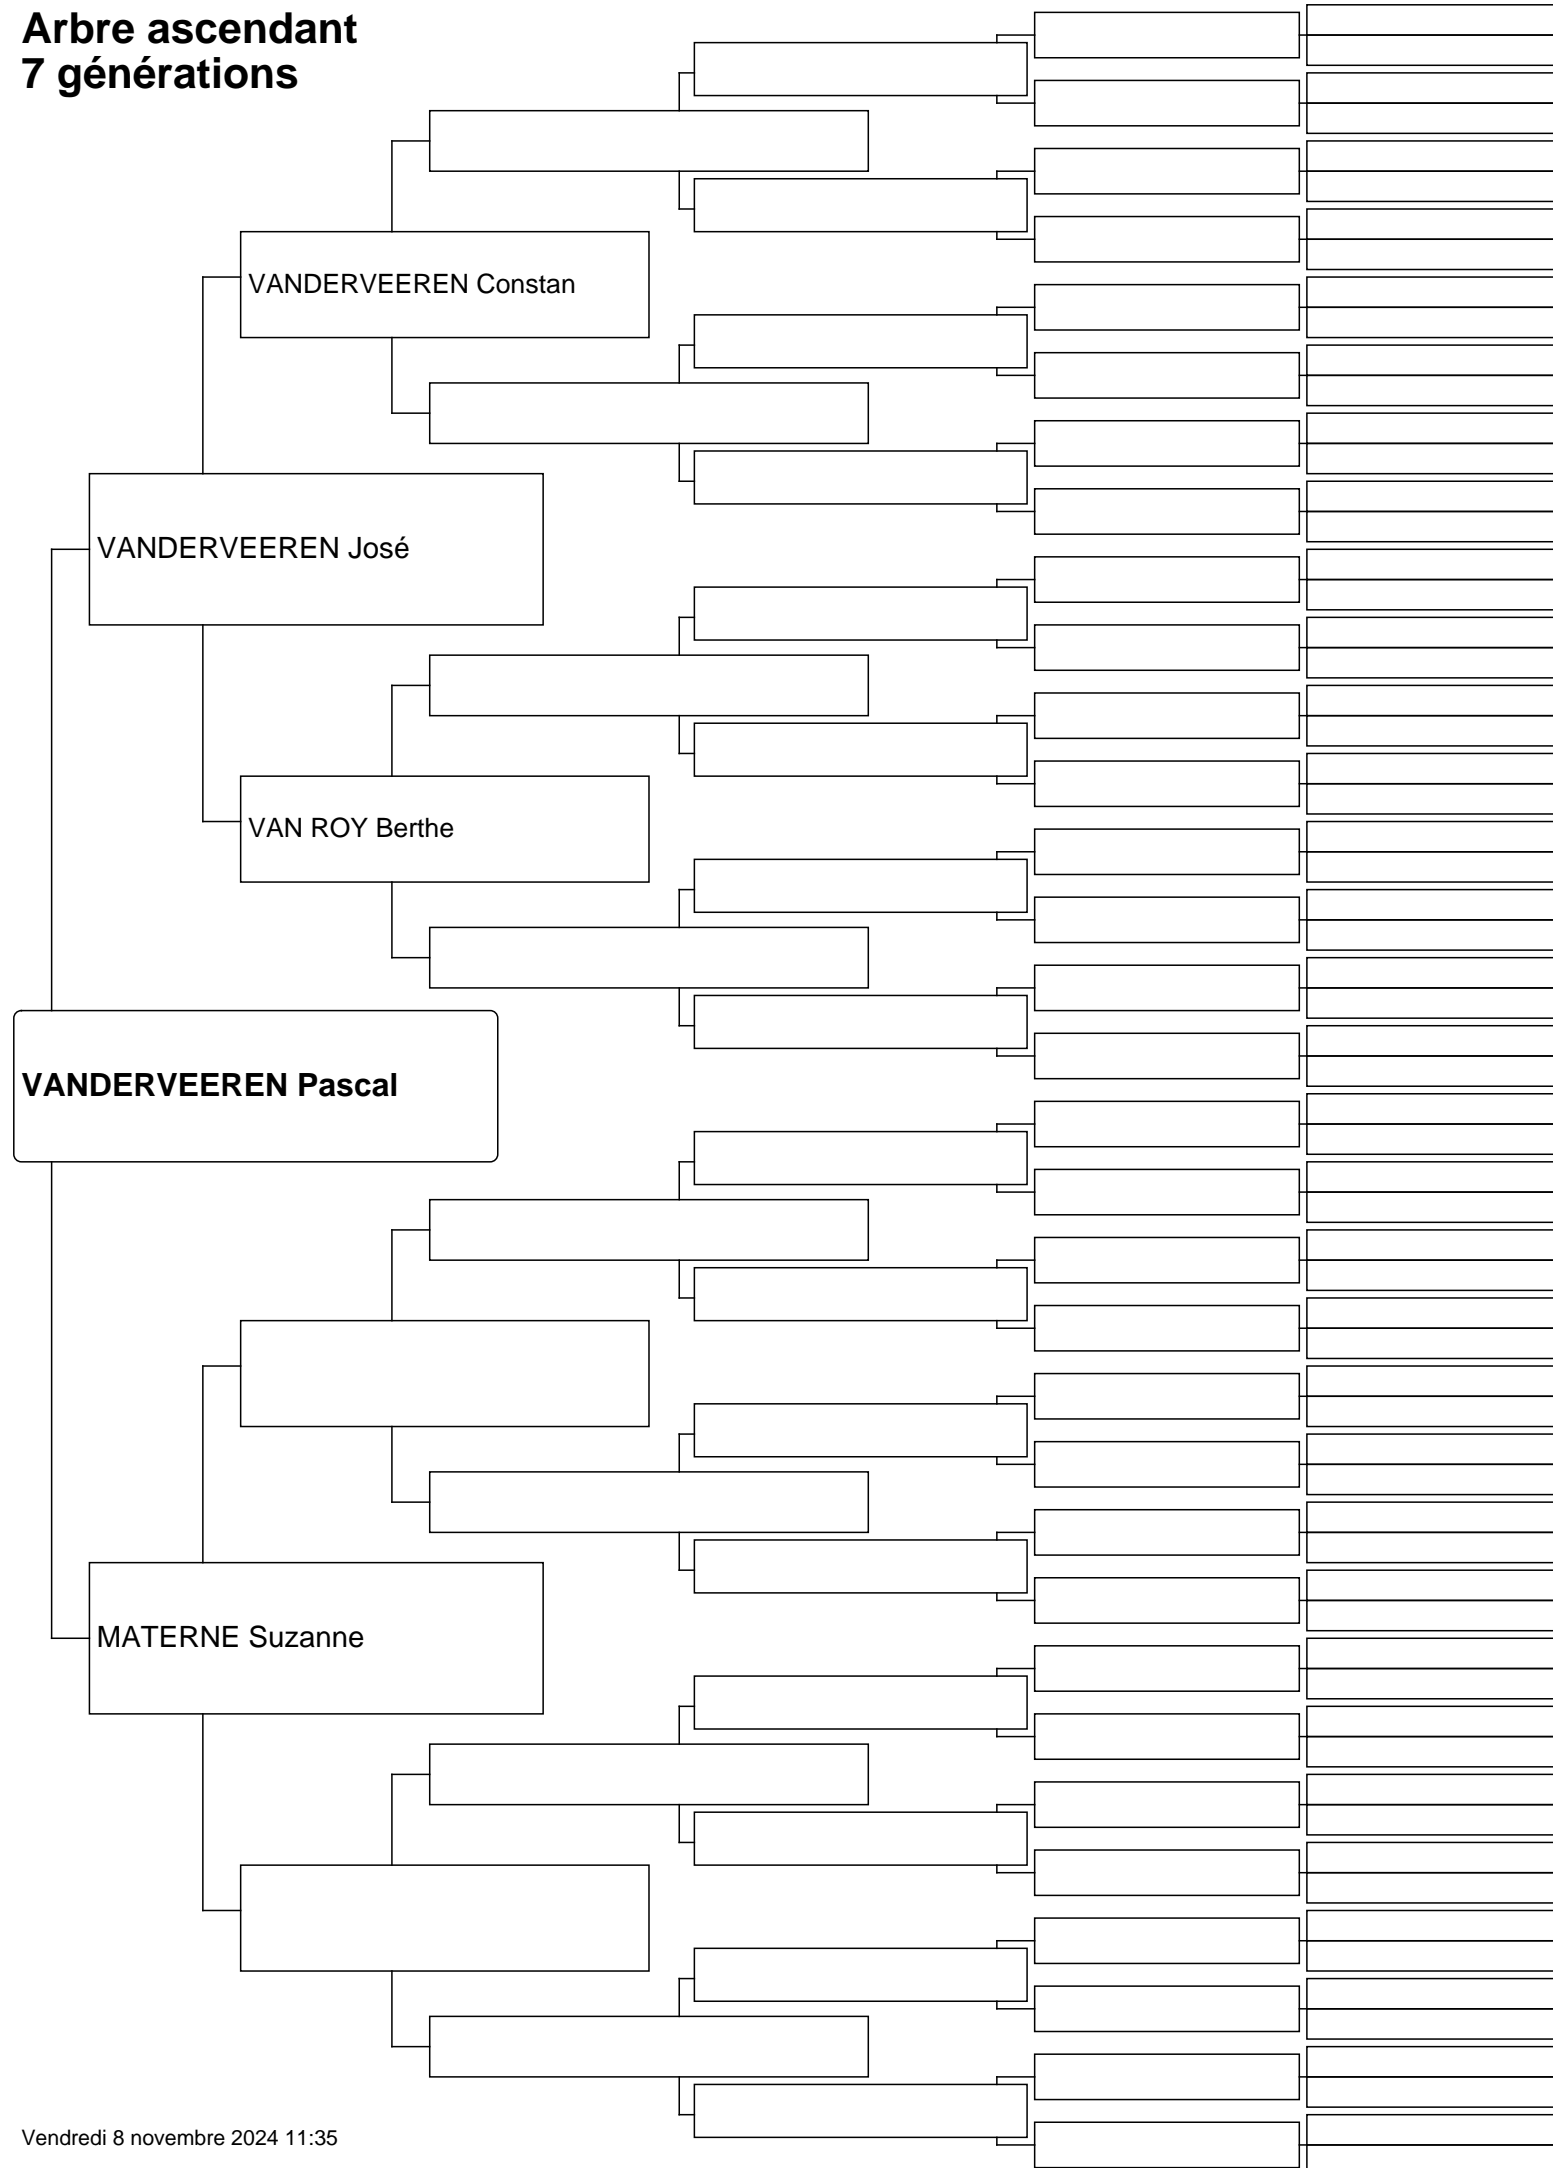 Arbre ascendant
7 générations
VANDERVEEREN Constan
VANDERVEEREN José
VAN ROY Berthe
VANDERVEEREN Pascal
MATERNE Suzanne
Vendredi 8 novembre 2024 11:35